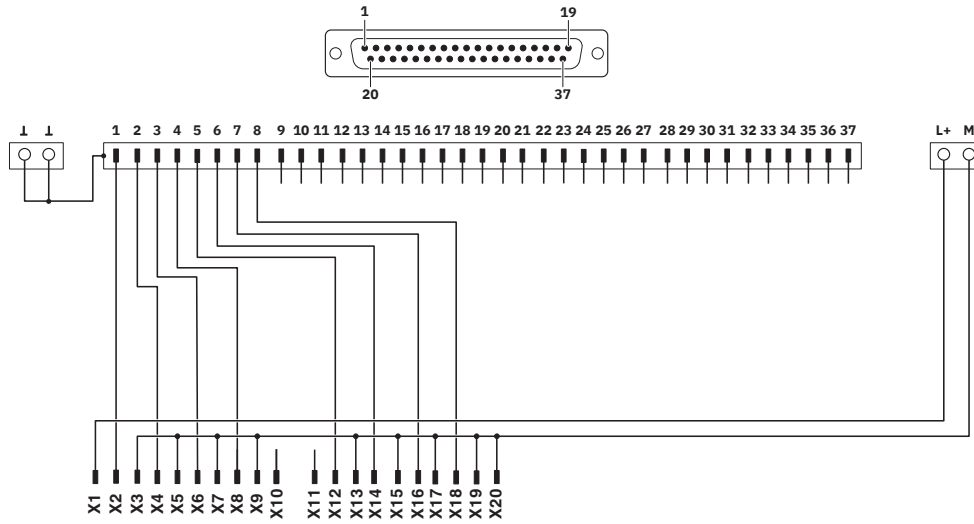 1 19
20 37
⊥ ⊥ 1 2 3 4 5 6 7 8 9 10 11 12 13 14 15 16 17 18 19 20 21 22 23 24 25 26 27 28 29 30 31 32 33 34 35 36 37 L+ M
X1 X2 X3 X4 X5 X6 X7 X8 X9 X10 X11 X12 X13 X14 X15 X16 X17 X18 X19 X20